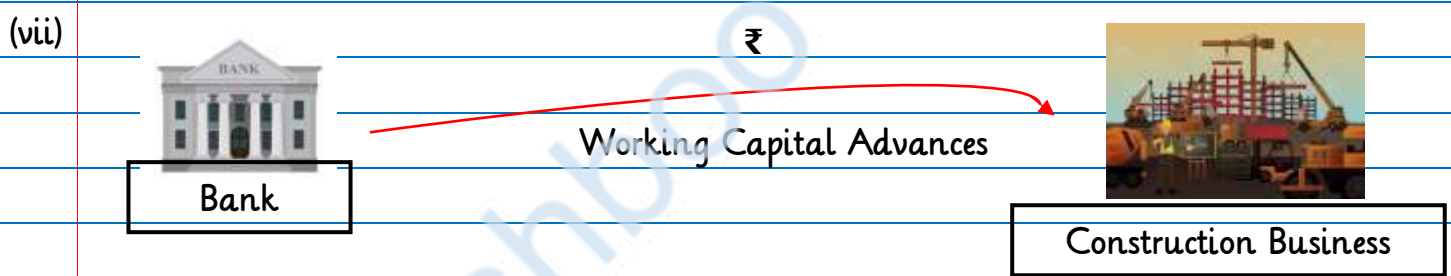 (vii)
₹
BANK
Working Capital Advances
Bank
Construction Business